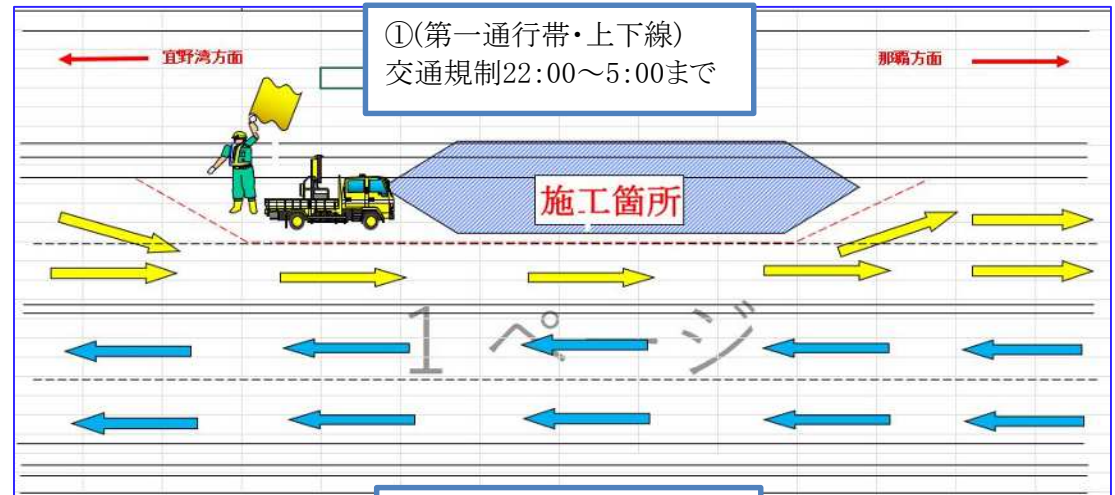 ①(第一通行帯・上下線)
交通規制22:00～5:00まで
宜野湾方面
那覇方面
施工箇所
1 ページ